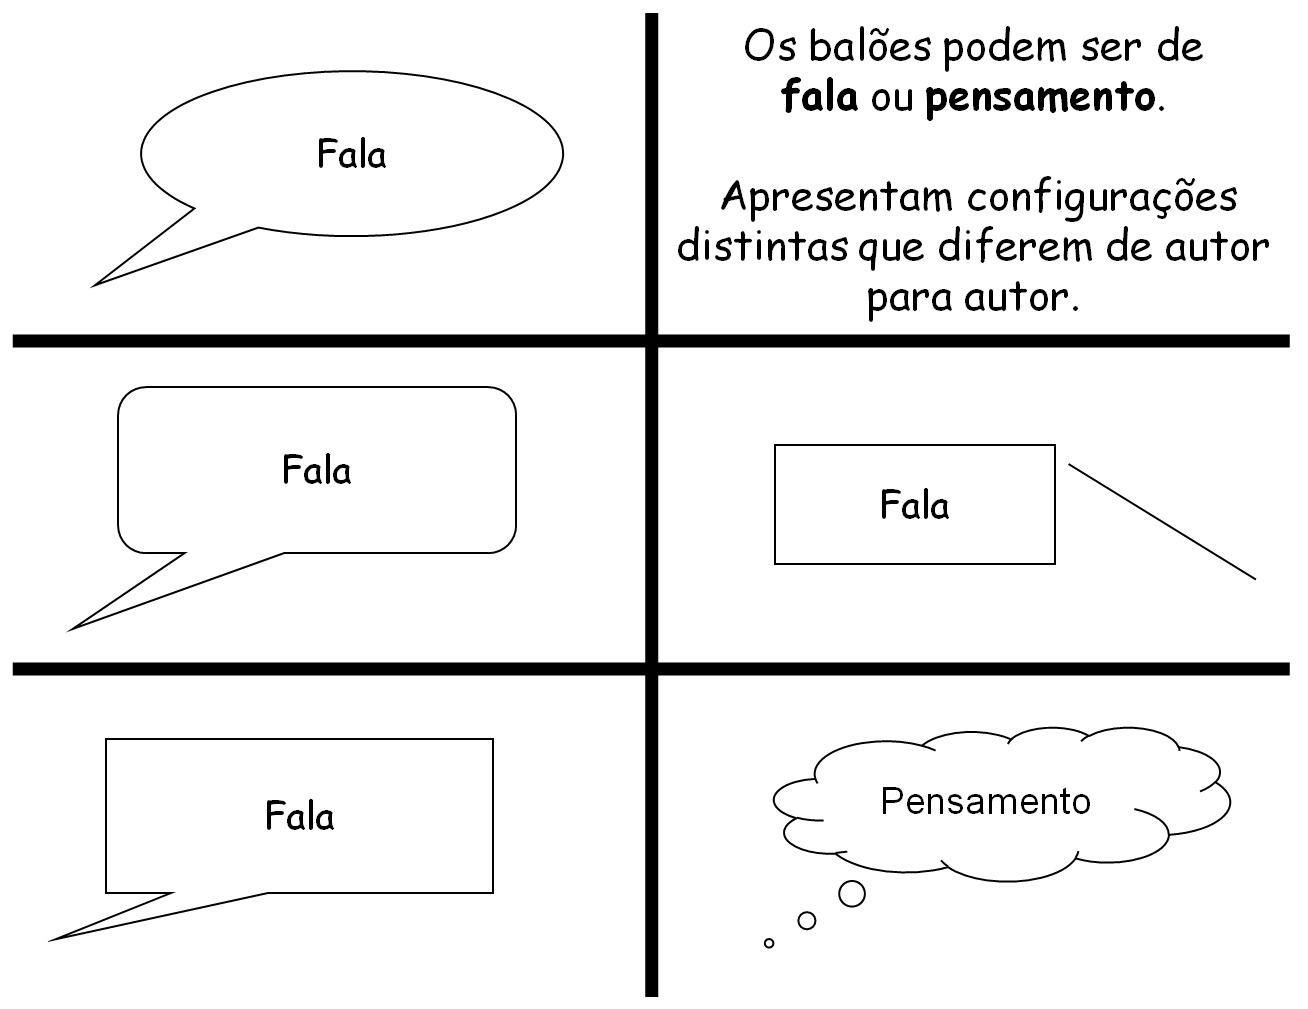 Fala
Os balões podem ser de
fala ou pensamento.
Apresentam configurações
distintas que diferem de autor
para autor.
Fala
Fala
Fala
Pensamento